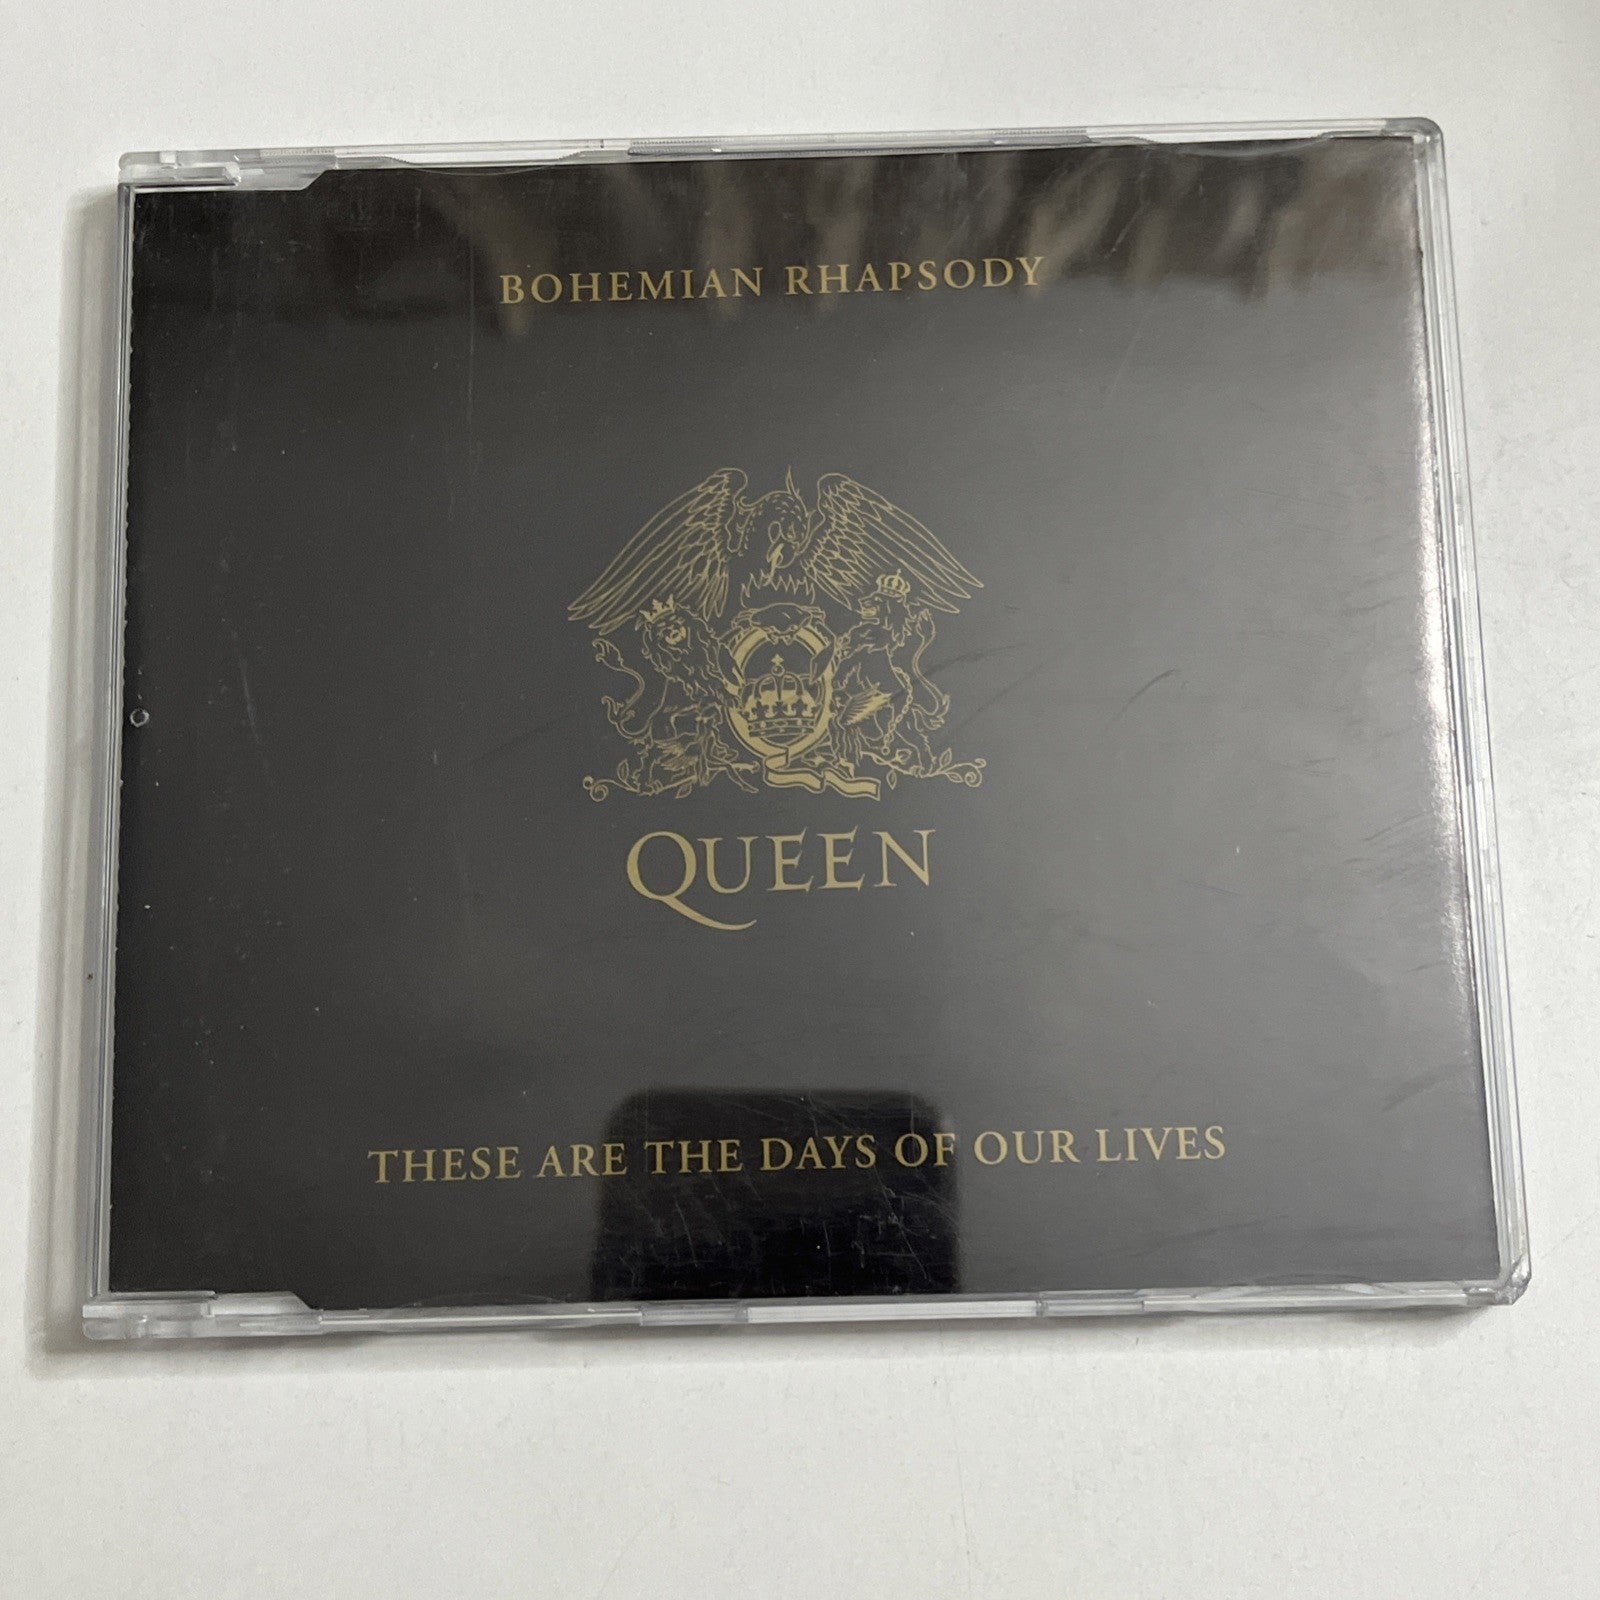 BOHEMIAN RHAPSODY
QUEEN
THESE ARE THE DAYS OF OUR LIVES